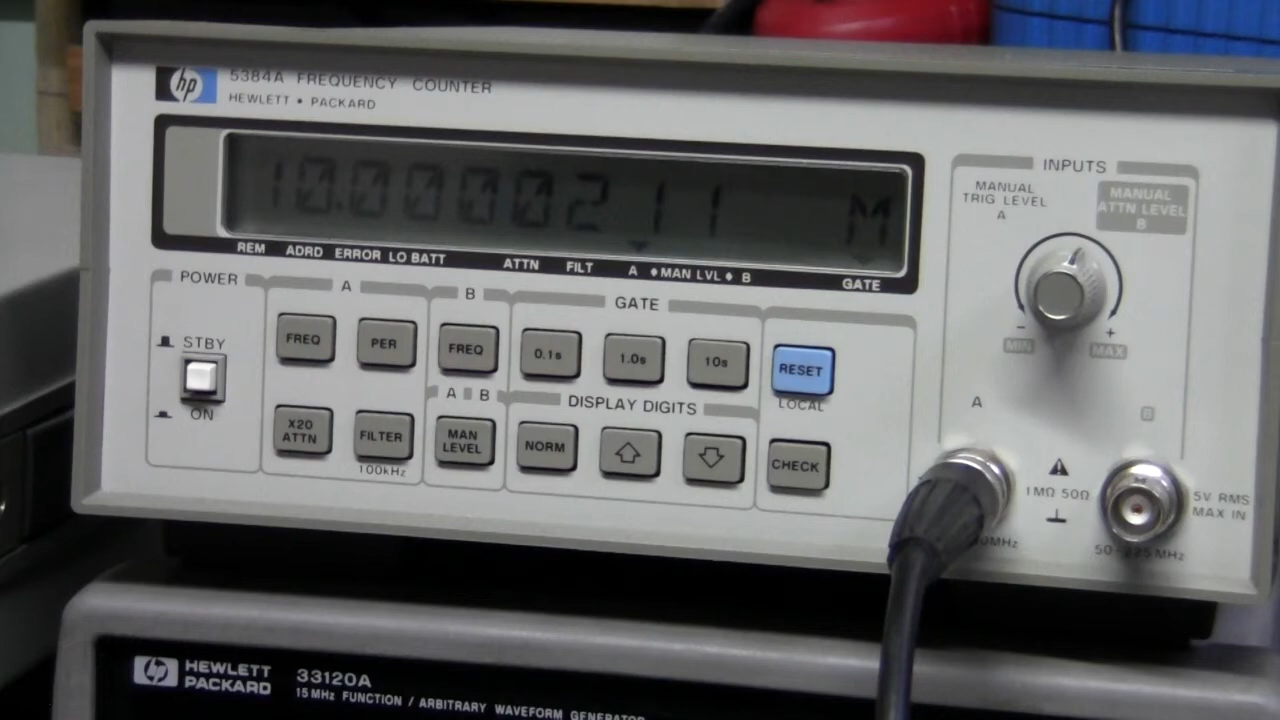 hp
5384A FREQUENCY COUNTER
HEWLETT • PACKARD
10.0000211 M
REM ADRD ERROR LO BATT ATTN FILT A ♦MAN LVL♦ B GATE
INPUTS
MANUAL
TRIG LEVEL
A
MANUAL
ATTN LEVEL
B
− +
MIN MAX
POWER
STBY
ON
A
FREQ PER
X20
ATTN
FILTER
100kHz
B
FREQ
A B
MAN
LEVEL
GATE
0.1s 1.0s 10s
DISPLAY DIGITS
NORM
RESET
LOCAL
CHECK
A
B
1MΩ 50Ω
5V RMS
MAX IN
MHz
50-225MHz
hp HEWLETT
PACKARD
33120A
15 MHz FUNCTION / ARBITRARY WAVEFORM GENERATOR